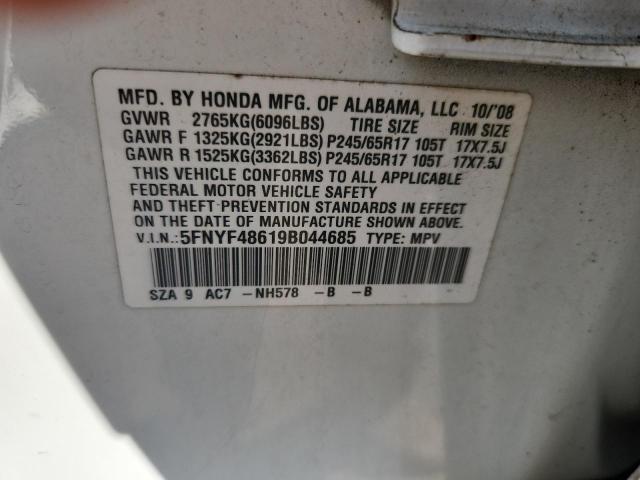 MFD. BY HONDA MFG. OF ALABAMA, LLC 10/'08
GVWR 2765KG(6096LBS) TIRE SIZE RIM SIZE
GAWR F 1325KG(2921LBS) P245/65R17 105T 17X7.5J
GAWR R 1525KG(3362LBS) P245/65R17 105T 17X7.5J
THIS VEHICLE CONFORMS TO ALL APPLICABLE
FEDERAL MOTOR VEHICLE SAFETY
AND THEFT PREVENTION STANDARDS IN EFFECT
ON THE DATE OF MANUFACTURE SHOWN ABOVE.
V.I.N.:5FNYF48619B044685 TYPE: MPV
SZA 9 AC7 -NH578 -B -B